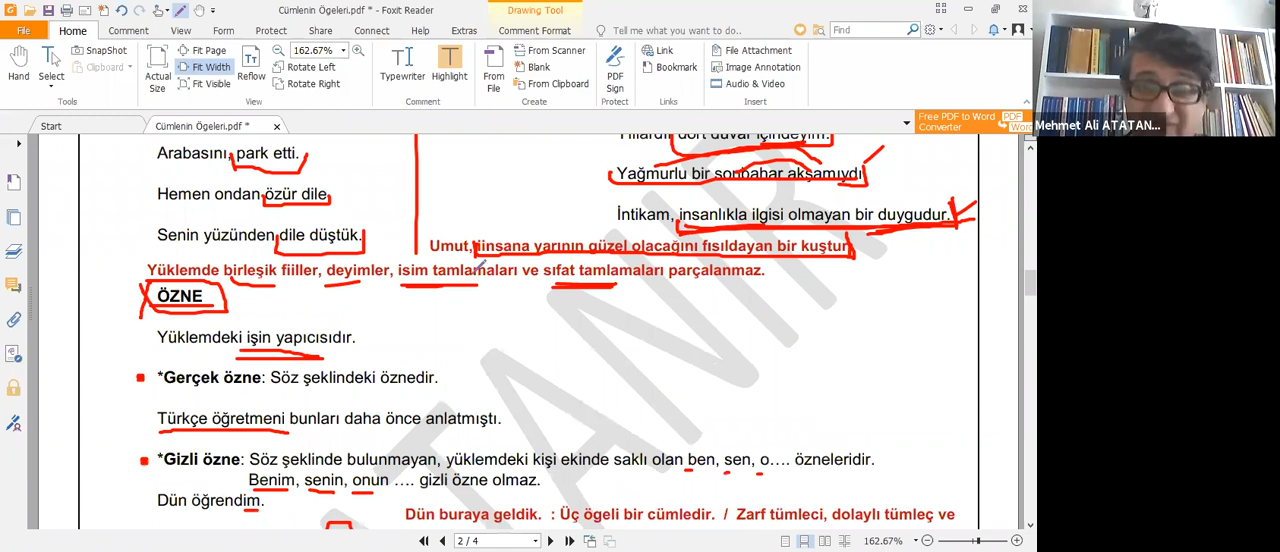 Cümlenin Ögeleri.pdf * - Foxit Reader
Drawing Tool
File Home Comment View Form Protect Share Connect Help Extras Comment Format Tell me what you want to do... Find
Hand Select SnapShot Clipboard Actual Size Fit Page Fit Width Fit Visible Reflow 162.67% Rotate Left Rotate Right Typewriter Highlight From File From Scanner Blank From Clipboard PDF Sign Link Bookmark File Attachment Image Annotation Audio & Video
Tools View Comment Create Protect Links Insert
Start Cümlenin Ögeleri.pdf * Free PDF to Word Converter PDF
Mehmet Ali ATATAN...
dört duvar içindeyim.
Arabasını, park etti.
Yağmurlu bir sonbahar akşamıydı
Hemen ondan özür dile
İntikam, insanlıkla ilgisi olmayan bir duygudur.
Senin yüzünden dile düştük.
Umut, iinsana yarının güzel olacağını fısıldayan bir kuştur
Yüklemde birleşik fiiller, deyimler, isim tamlamaları ve sıfat tamlamaları parçalanmaz.
ÖZNE
Yüklemdeki işin yapıcısıdır.
*Gerçek özne: Söz şeklindeki öznedir.
Türkçe öğretmeni bunları daha önce anlatmıştı.
*Gizli özne: Söz şeklinde bulunmayan, yüklemdeki kişi ekinde saklı olan ben, sen, o…. özneleridir.
Benim, senin, onun …. gizli özne olmaz.
Dün öğrendim.
Dün buraya geldik. : Üç ögeli bir cümledir. / Zarf tümleci, dolaylı tümleç ve
2 / 4 162.67%